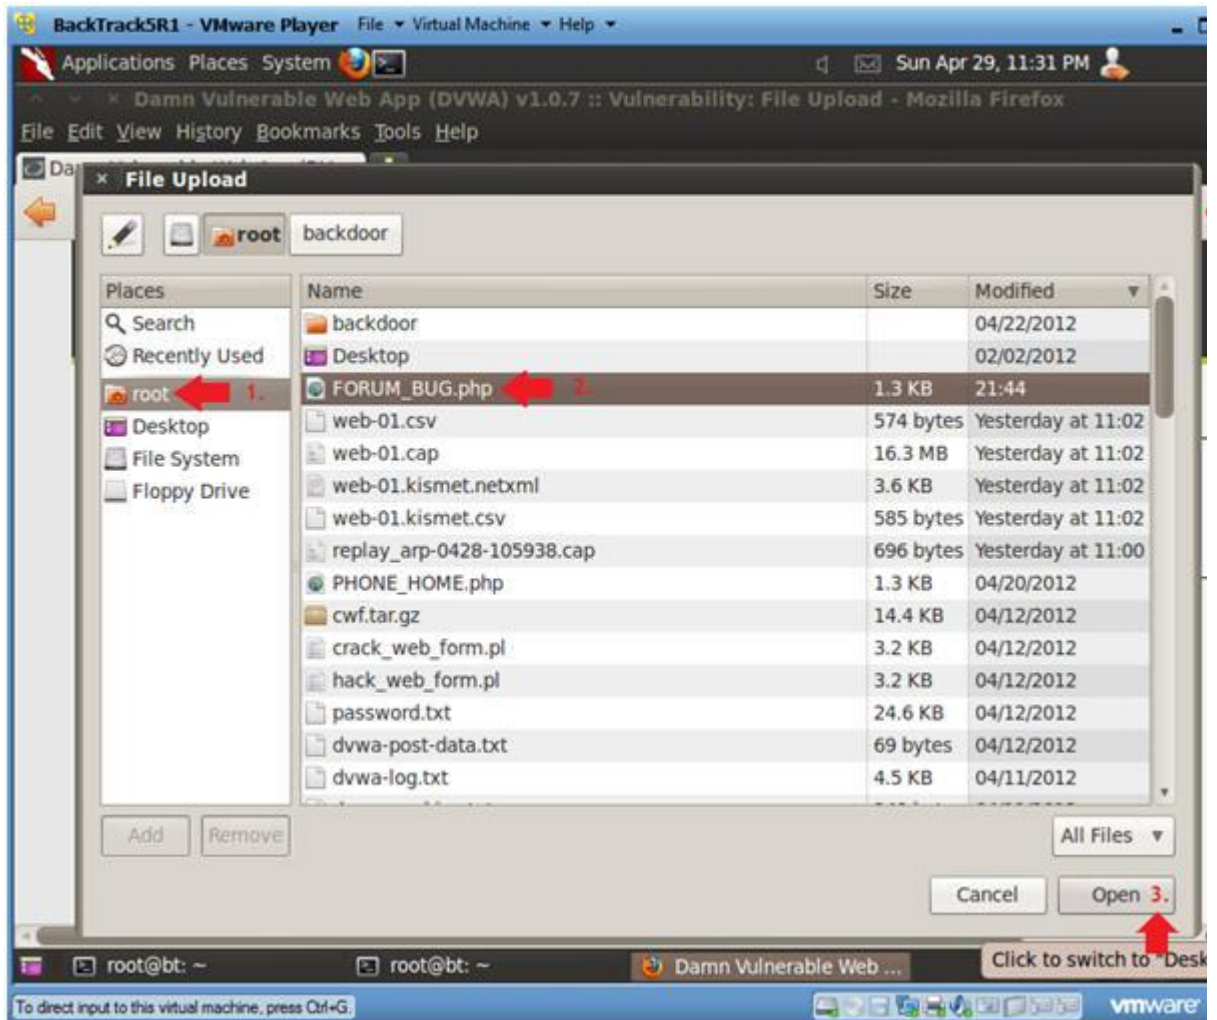 BackTrack5R1 - VMware Player File Virtual Machine Help
Applications Places System Sun Apr 29, 11:31 PM
Damn Vulnerable Web App (DVWA) v1.0.7 :: Vulnerability: File Upload - Mozilla Firefox
File Edit View History Bookmarks Tools Help
File Upload
root backdoor
Places Name Size Modified
Search backdoor 04/22/2012
Recently Used Desktop 02/02/2012
root 1. FORUM_BUG.php 2. 1.3 KB 21:44
Desktop web-01.csv 574 bytes Yesterday at 11:02
File System web-01.cap 16.3 MB Yesterday at 11:02
Floppy Drive web-01.kismet.netxml 3.6 KB Yesterday at 11:02
web-01.kismet.csv 585 bytes Yesterday at 11:02
replay_arp-0428-105938.cap 696 bytes Yesterday at 11:00
PHONE_HOME.php 1.3 KB 04/20/2012
cwf.tar.gz 14.4 KB 04/12/2012
crack_web_form.pl 3.2 KB 04/12/2012
hack_web_form.pl 3.2 KB 04/12/2012
password.txt 24.6 KB 04/12/2012
dvwa-post-data.txt 69 bytes 04/12/2012
dvwa-log.txt 4.5 KB 04/11/2012
Add Remove All Files
Cancel Open 3.
root@bt: ~ root@bt: ~ Damn Vulnerable Web ... Click to switch to "Desk
To direct input to this virtual machine, press Ctrl+G. vmware